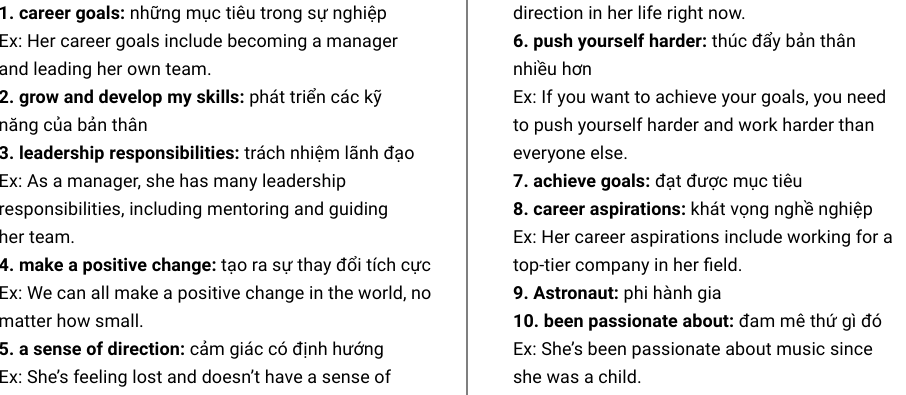 1. career goals: những mục tiêu trong sự nghiệp
Ex: Her career goals include becoming a manager
and leading her own team.
2. grow and develop my skills: phát triển các kỹ
năng của bản thân
3. leadership responsibilities: trách nhiệm lãnh đạo
Ex: As a manager, she has many leadership
responsibilities, including mentoring and guiding
her team.
4. make a positive change: tạo ra sự thay đổi tích cực
Ex: We can all make a positive change in the world, no
matter how small.
5. a sense of direction: cảm giác có định hướng
Ex: She’s feeling lost and doesn’t have a sense of
direction in her life right now.
6. push yourself harder: thúc đẩy bản thân
nhiều hơn
Ex: If you want to achieve your goals, you need
to push yourself harder and work harder than
everyone else.
7. achieve goals: đạt được mục tiêu
8. career aspirations: khát vọng nghề nghiệp
Ex: Her career aspirations include working for a
top-tier company in her field.
9. Astronaut: phi hành gia
10. been passionate about: đam mê thứ gì đó
Ex: She’s been passionate about music since
she was a child.